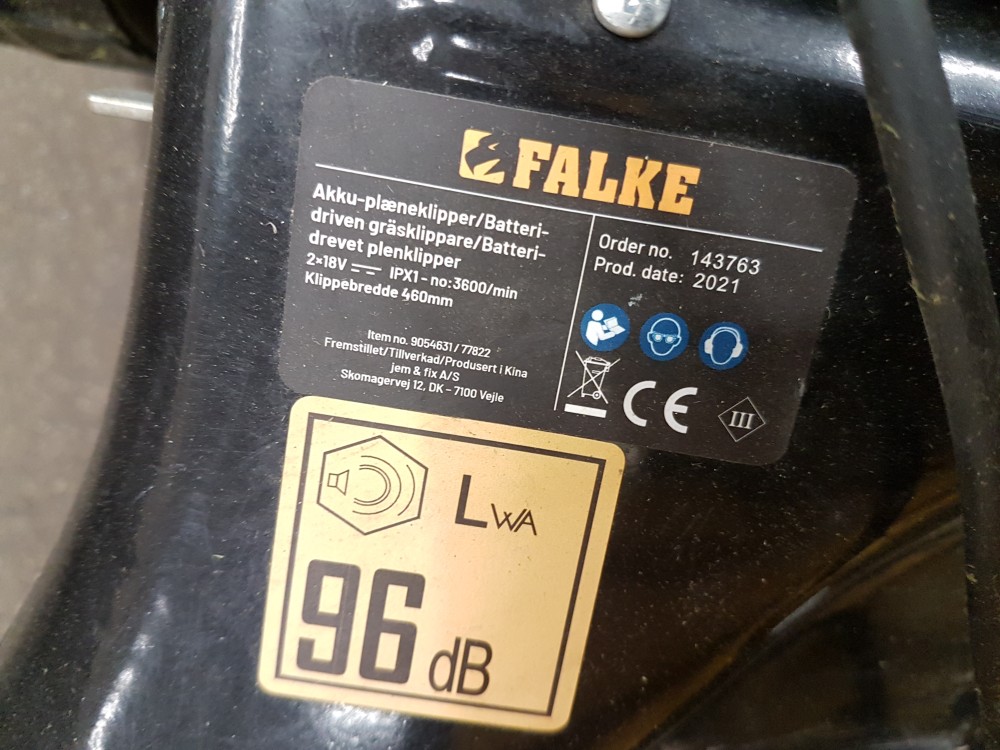 FALKE
Akku-plæneklipper/Batteri-
driven gräsklippare/Batteri-
drevet plenklipper
2×18V IPX1 - no:3600/min
Klippebredde 460mm
Item no. 9054631 / 77822
Fremstillet/Tillverkad/Produsert i Kina
jem & fix A/S
Skomagervej 12, DK - 7100 Vejle
Order no. 143763
Prod. date: 2021
CE
III
LWA
96 dB